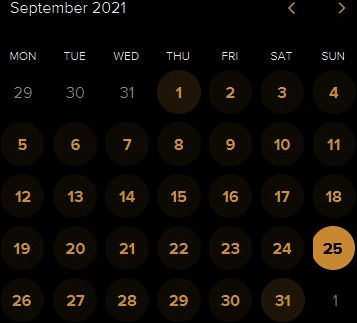 September 2021 < >
MON TUE WED THU FRI SAT SUN
29 30 31 1 2 3 4
5 6 7 8 9 10 11
12 13 14 15 16 17 18
19 20 21 22 23 24 25
26 27 28 29 30 31 1